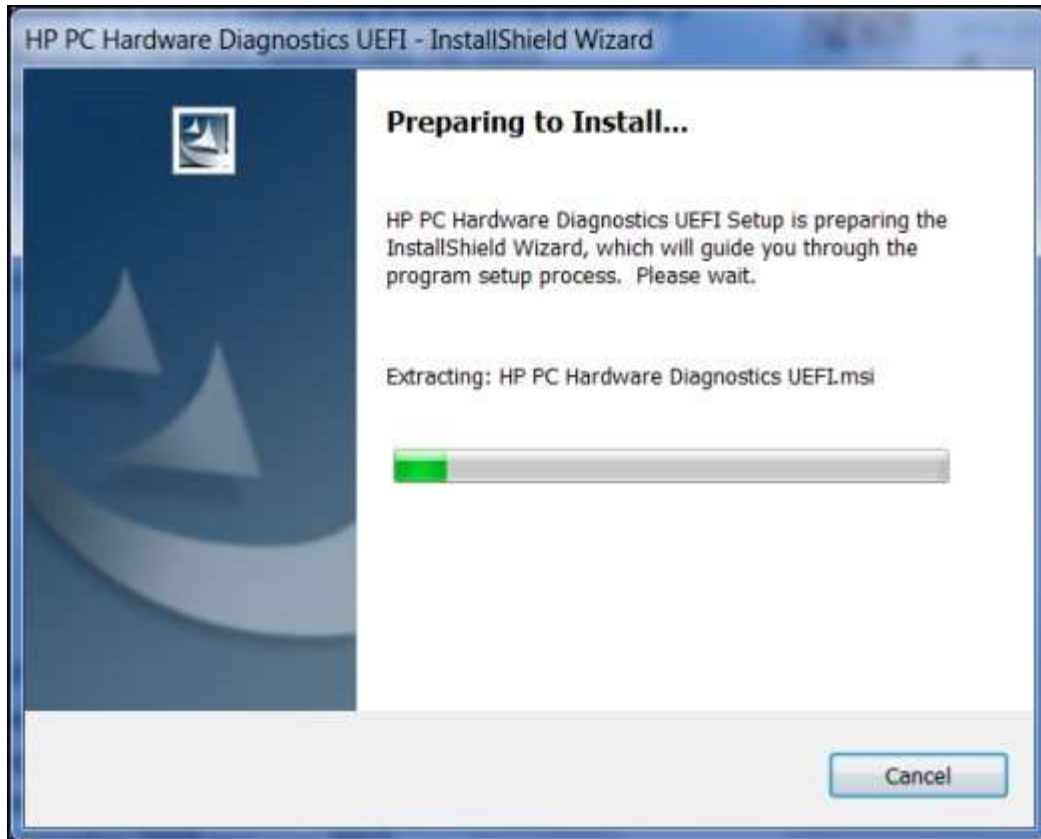 HP PC Hardware Diagnostics UEFI - InstallShield Wizard
Preparing to Install...
HP PC Hardware Diagnostics UEFI Setup is preparing the
InstallShield Wizard, which will guide you through the
program setup process.  Please wait.
Extracting: HP PC Hardware Diagnostics UEFI.msi
Cancel